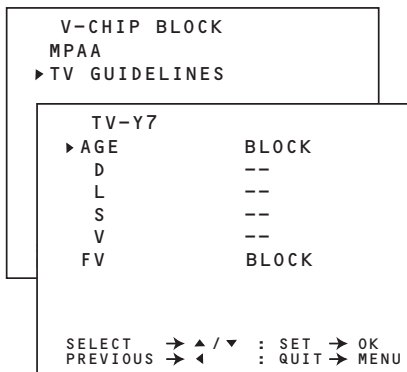 V-CHIP BLOCK
MPAA
▶TV GUIDELINES
TV-Y7
▶AGE BLOCK
D --
L --
S --
V --
FV BLOCK
SELECT → ▲/▼ : SET → OK
PREVIOUS → ◀ : QUIT → MENU